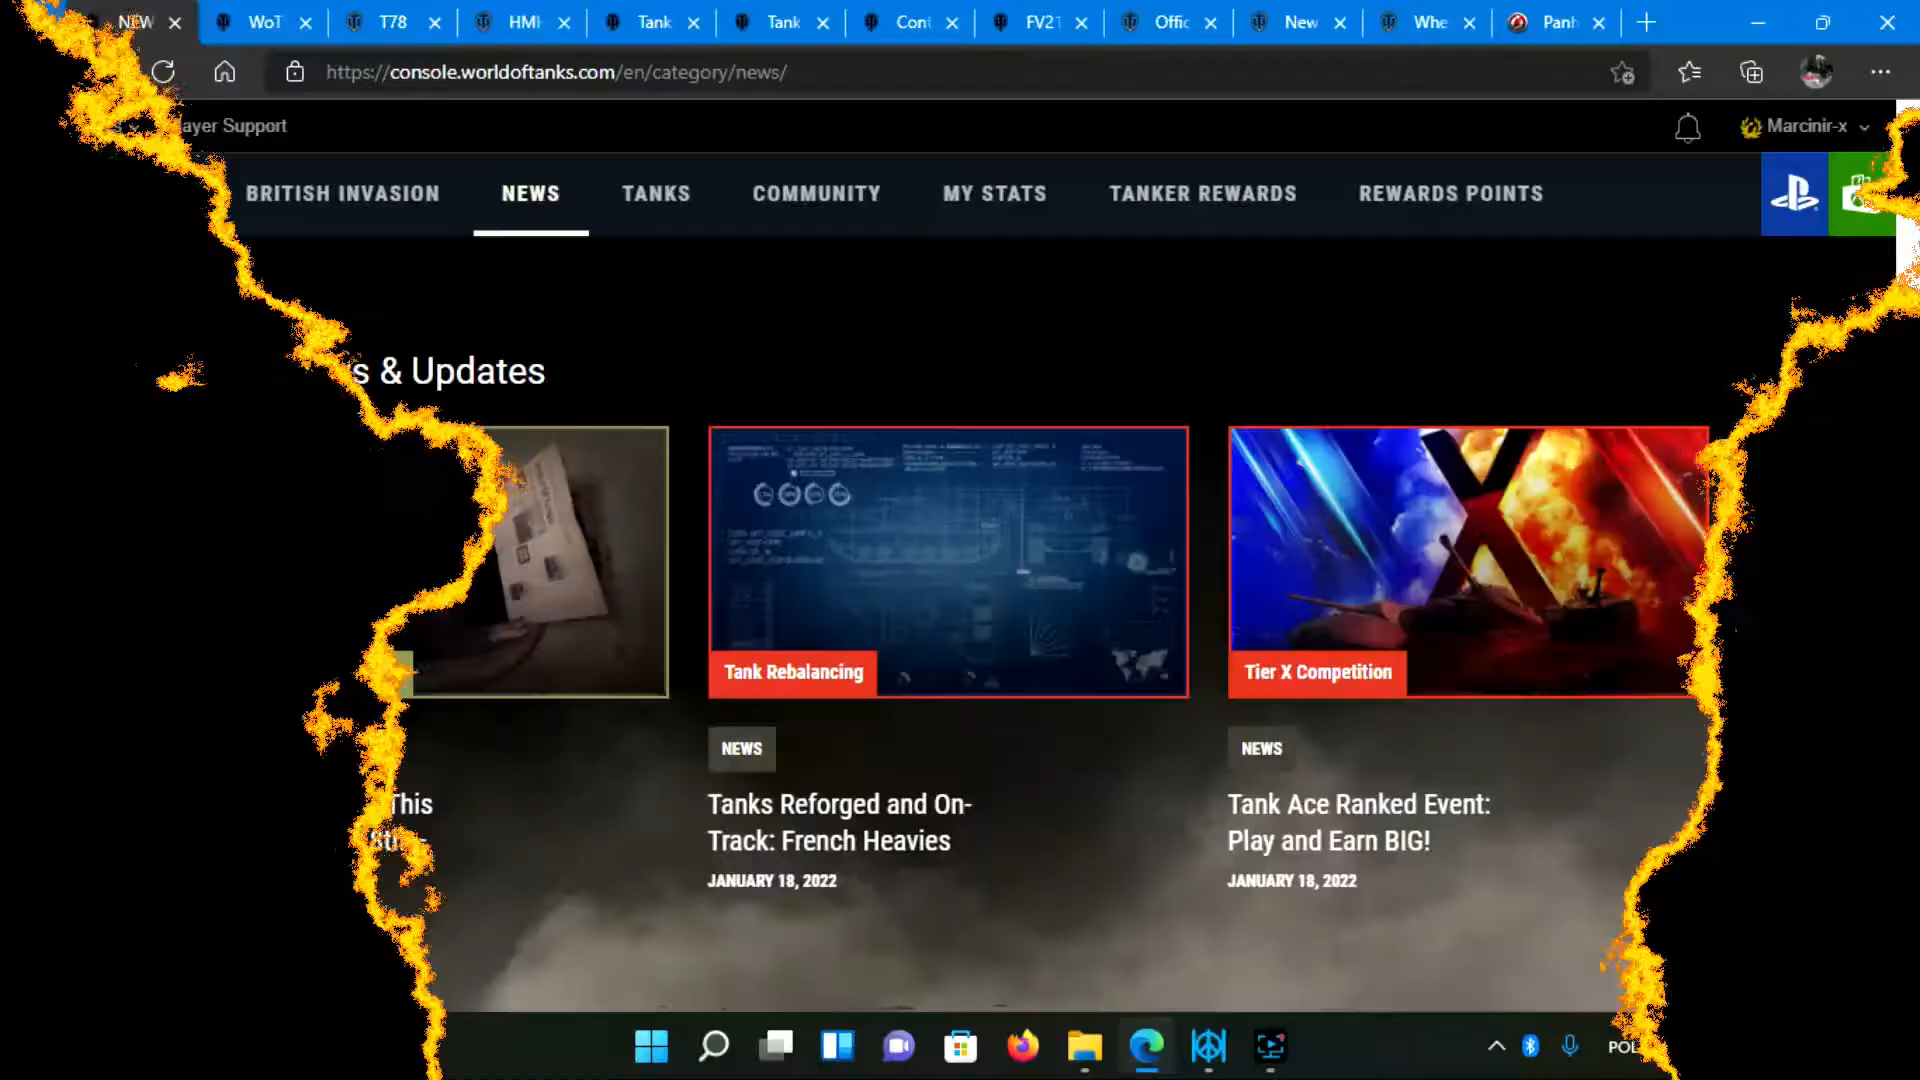 NEW WoT T78 HMH Tank Tank Cont FV21 Offic New Whe Panh
https://console.worldoftanks.com/en/category/news/
ayer Support
Marcinir-x
BRITISH INVASION NEWS TANKS COMMUNITY MY STATS TANKER REWARDS REWARDS POINTS
s & Updates
Tank Rebalancing
Tier X Competition
NEWS
NEWS
This
Tanks Reforged and On-
Track: French Heavies
JANUARY 18, 2022
Tank Ace Ranked Event:
Play and Earn BIG!
JANUARY 18, 2022
POL